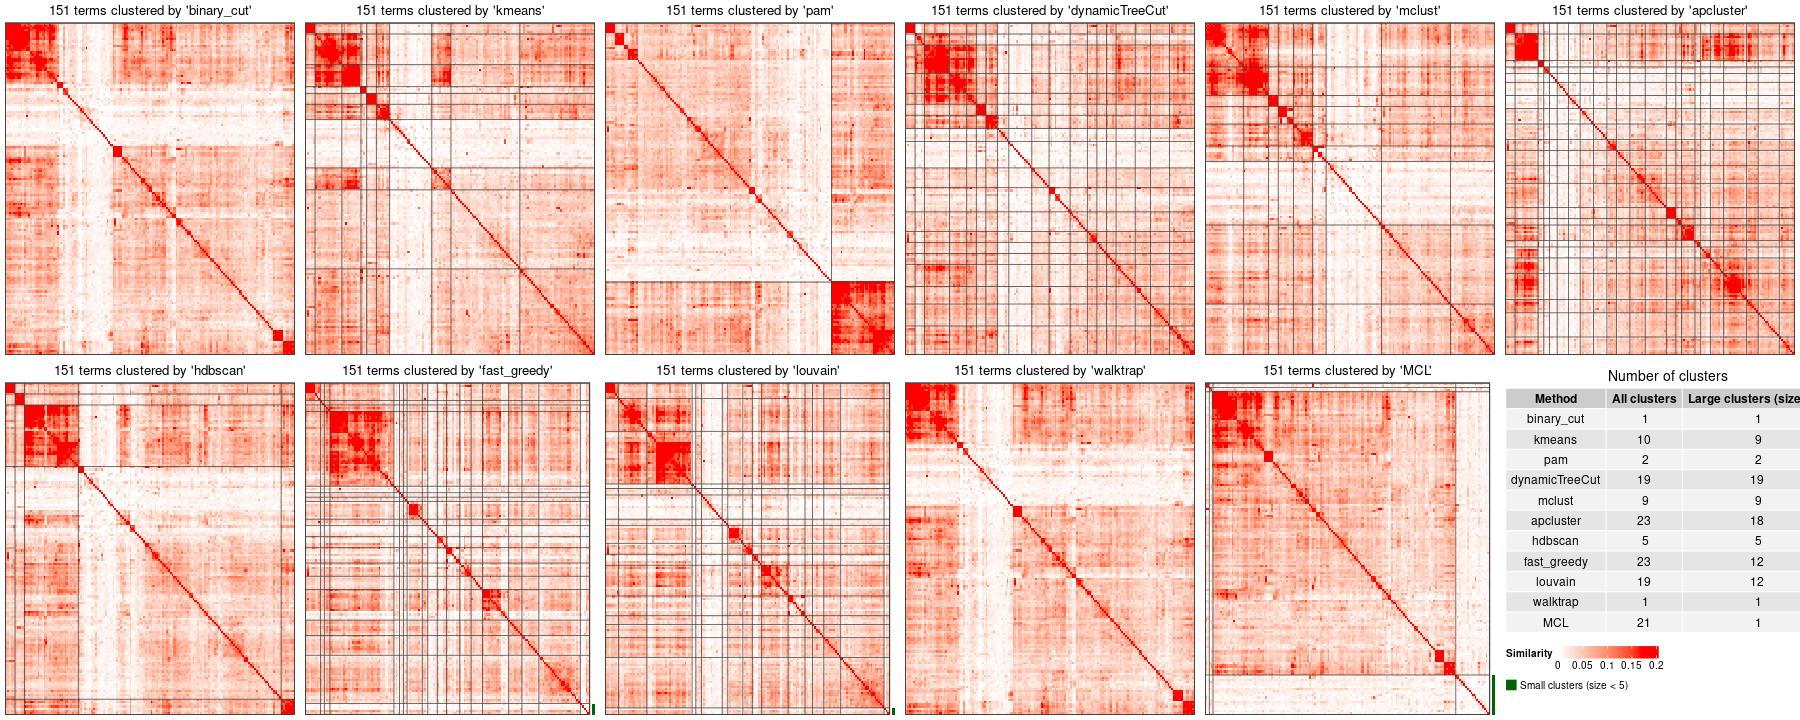 151 terms clustered by 'binary_cut'
151 terms clustered by 'kmeans'
151 terms clustered by 'pam'
151 terms clustered by 'dynamicTreeCut'
151 terms clustered by 'mclust'
151 terms clustered by 'apcluster'
151 terms clustered by 'hdbscan'
151 terms clustered by 'fast_greedy'
151 terms clustered by 'louvain'
151 terms clustered by 'walktrap'
151 terms clustered by 'MCL'
Number of clusters
Method All clusters Large clusters (size
binary_cut 1 1
kmeans 10 9
pam 2 2
dynamicTreeCut 19 19
mclust 9 9
apcluster 23 18
hdbscan 5 5
fast_greedy 23 12
louvain 19 12
walktrap 1 1
MCL 21 1
Similarity
0 0.05 0.1 0.15 0.2
Small clusters (size < 5)